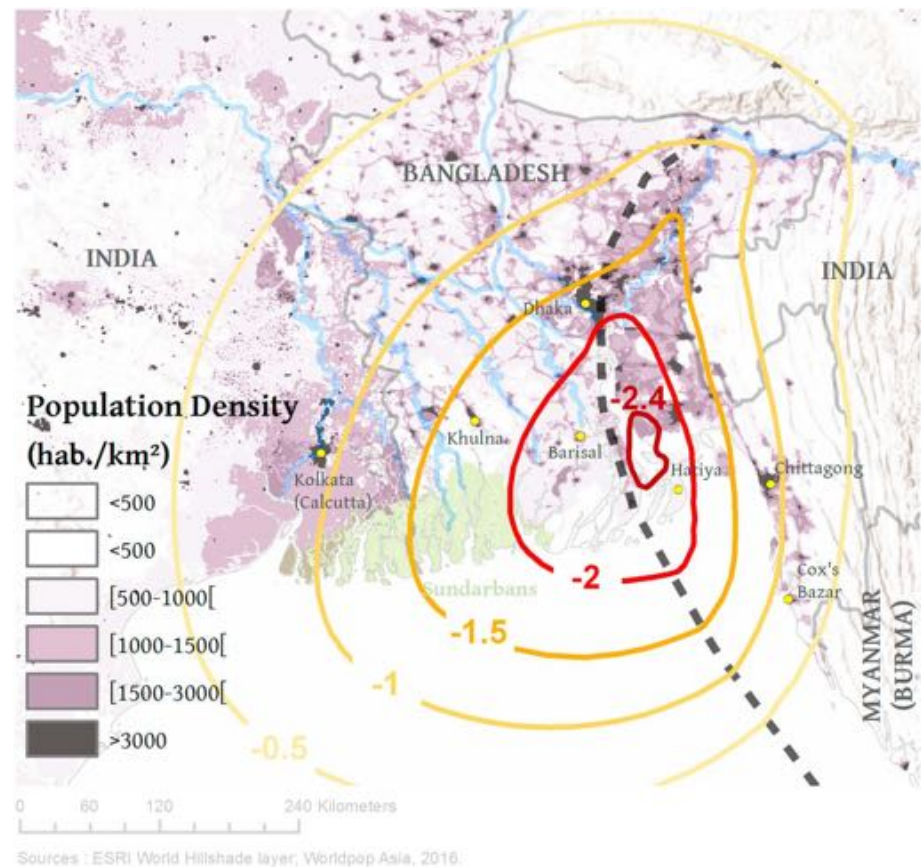 BANGLADESH
INDIA
INDIA
Dhaka
Population Density
(hab./km²)
<500
<500
[500-1000[
[1000-1500[
[1500-3000[
>3000
-2.4
Khulna
Barisal
Hatiya
Chittagong
Kolkata
(Calcutta)
-2
Sundarbans
Cox's
Bazar
-1.5
-1
-0.5
MYANMAR
(BURMA)
0 60 120 240 Kilometers
Sources : ESRI World Hillshade layer; Worldpop Asia, 2016.